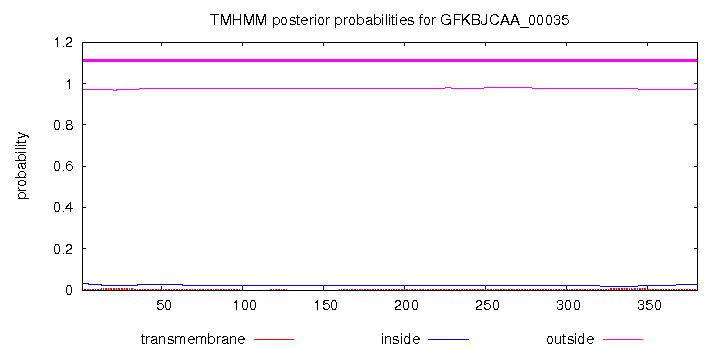 TMHMM posterior probabilities for GFKBJCAA_00035
1.2
1
0.8
0.6
0.4
0.2
0
probability
50 100 150 200 250 300 350
transmembrane inside outside